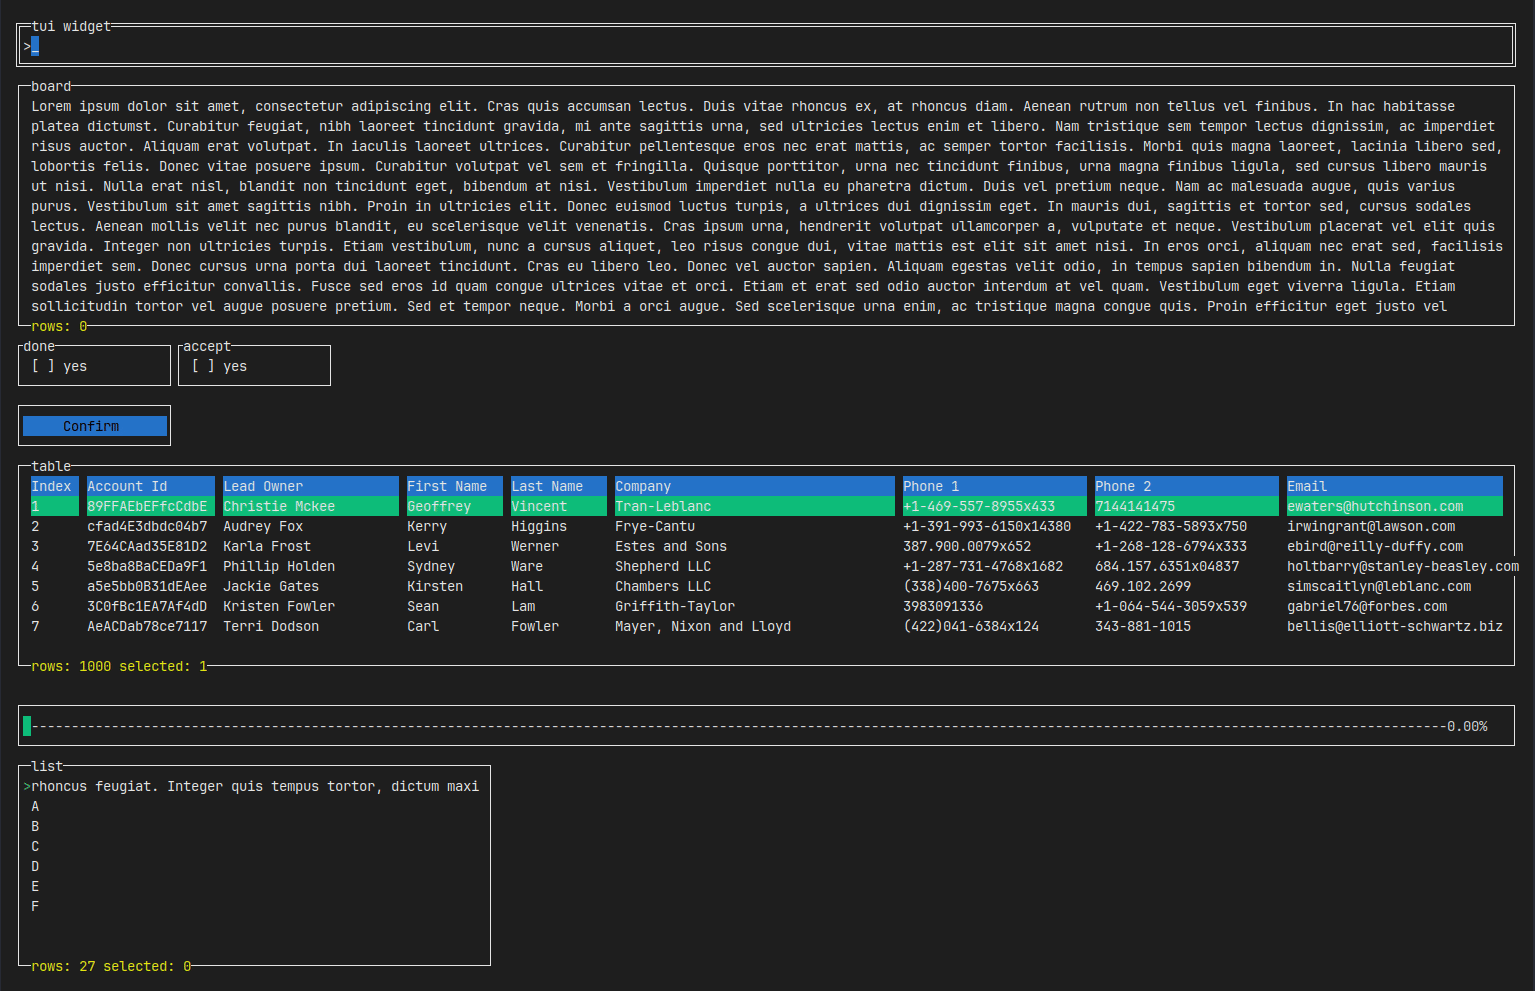 tui widget
>_
board
Lorem ipsum dolor sit amet, consectetur adipiscing elit. Cras quis accumsan lectus. Duis vitae rhoncus ex, at rhoncus diam. Aenean rutrum non tellus vel finibus. In hac habitasse
platea dictumst. Curabitur feugiat, nibh laoreet tincidunt gravida, mi ante sagittis urna, sed ultricies lectus enim et libero. Nam tristique sem tempor lectus dignissim, ac imperdiet
risus auctor. Aliquam erat volutpat. In iaculis laoreet ultrices. Curabitur pellentesque eros nec erat mattis, ac semper tortor facilisis. Morbi quis magna laoreet, lacinia libero sed,
lobortis felis. Donec vitae posuere ipsum. Curabitur volutpat vel sem et fringilla. Quisque porttitor, urna nec tincidunt finibus, urna magna finibus ligula, sed cursus libero mauris
ut nisi. Nulla erat nisl, blandit non tincidunt eget, bibendum at nisi. Vestibulum imperdiet nulla eu pharetra dictum. Duis vel pretium neque. Nam ac malesuada augue, quis varius
purus. Vestibulum sit amet sagittis nibh. Proin in ultricies elit. Donec euismod luctus turpis, a ultrices dui dignissim eget. In mauris dui, sagittis et tortor sed, cursus sodales
lectus. Aenean mollis velit nec purus blandit, eu scelerisque velit venenatis. Cras ipsum urna, hendrerit volutpat ullamcorper a, vulputate et neque. Vestibulum placerat vel elit quis
gravida. Integer non ultricies turpis. Etiam vestibulum, nunc a cursus aliquet, leo risus congue dui, vitae mattis est elit sit amet nisi. In eros orci, aliquam nec erat sed, facilisis
imperdiet sem. Donec cursus urna porta dui laoreet tincidunt. Cras eu libero leo. Donec vel auctor sapien. Aliquam egestas velit odio, in tempus sapien bibendum in. Nulla feugiat
sodales justo efficitur convallis. Fusce sed eros id quam congue ultrices vitae et orci. Etiam et erat sed odio auctor interdum at vel quam. Vestibulum eget viverra ligula. Etiam
sollicitudin tortor vel augue posuere pretium. Sed et tempor neque. Morbi a orci augue. Sed scelerisque urna enim, ac tristique magna congue quis. Proin efficitur eget justo vel
rows: 0
done accept
[ ] yes [ ] yes
Confirm
table
Index Account Id Lead Owner First Name Last Name Company Phone 1 Phone 2 Email
1 89FFAEbEFfcCdbE Christie Mckee Geoffrey Vincent Tran-Leblanc +1-469-557-8955x433 7144141475 ewaters@hutchinson.com
2 cfad4E3dbdc04b7 Audrey Fox Kerry Higgins Frye-Cantu +1-391-993-6150x14380 +1-422-783-5893x750 irwingrant@lawson.com
3 7E64CAad35E81D2 Karla Frost Levi Werner Estes and Sons 387.900.0079x652 +1-268-128-6794x333 ebird@reilly-duffy.com
4 5e8ba8BaCEDa9F1 Phillip Holden Sydney Ware Shepherd LLC +1-287-731-4768x1682 684.157.6351x04837 holtbarry@stanley-beasley.com
5 a5e5bb0B31dEAee Jackie Gates Kirsten Hall Chambers LLC (338)400-7675x663 469.102.2699 simscaitlyn@leblanc.com
6 3C0fBc1EA7Af4dD Kristen Fowler Sean Lam Griffith-Taylor 3983091336 +1-064-544-3059x539 gabriel76@forbes.com
7 AeACDab78ce7117 Terri Dodson Carl Fowler Mayer, Nixon and Lloyd (422)041-6384x124 343-881-1015 bellis@elliott-schwartz.biz
rows: 1000 selected: 1
0.00%
list
>rhoncus feugiat. Integer quis tempus tortor, dictum maxi
A
B
C
D
E
F
rows: 27 selected: 0